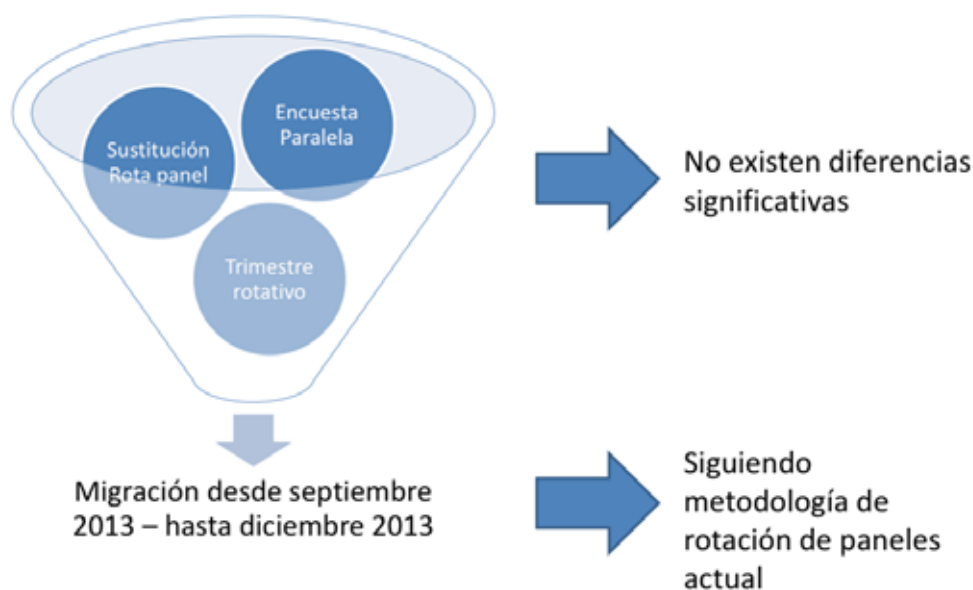 Encuesta
Paralela
Sustitución
Rota panel
Trimestre
rotativo
No existen diferencias
significativas
Migración desde septiembre
2013 – hasta diciembre 2013
Siguiendo
metodología de
rotación de paneles
actual